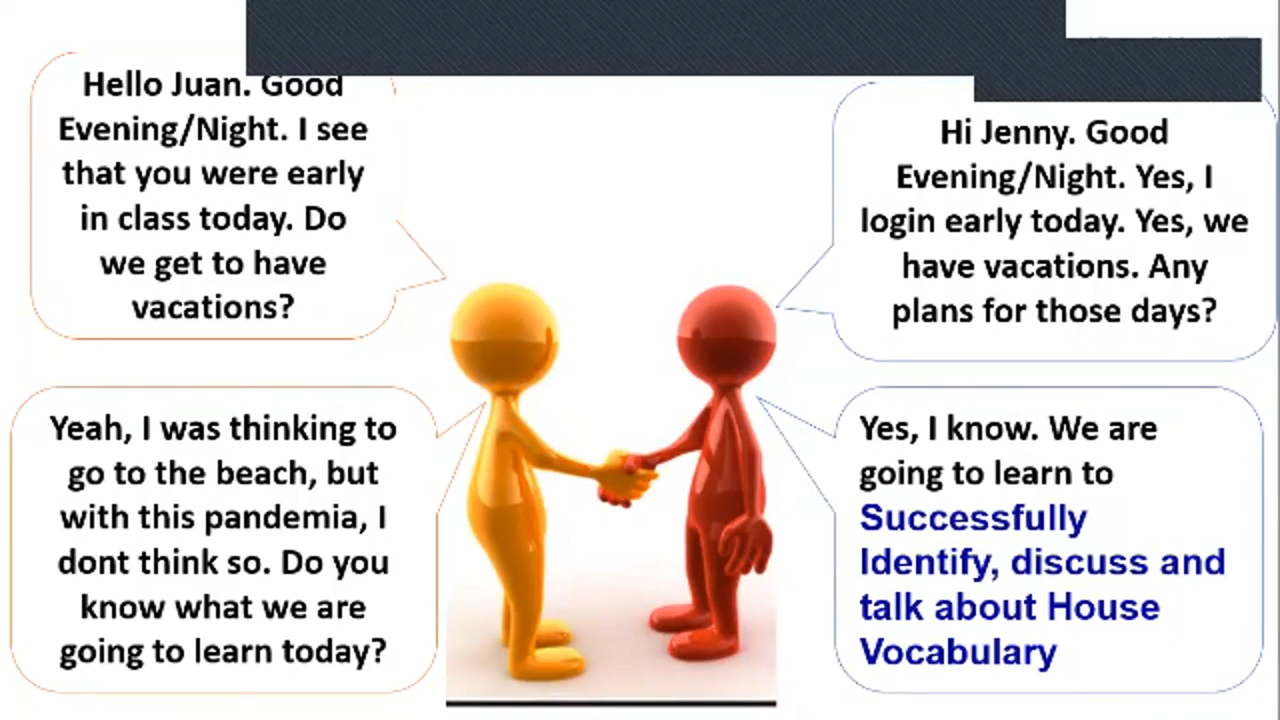 Hello Juan. Good
Evening/Night. I see
that you were early
in class today. Do
we get to have
vacations?
Hi Jenny. Good
Evening/Night. Yes, I
login early today. Yes, we
have vacations. Any
plans for those days?
Yeah, I was thinking to
go to the beach, but
with this pandemia, I
dont think so. Do you
know what we are
going to learn today?
Yes, I know. We are
going to learn to
Successfully
Identify, discuss and
talk about House
Vocabulary